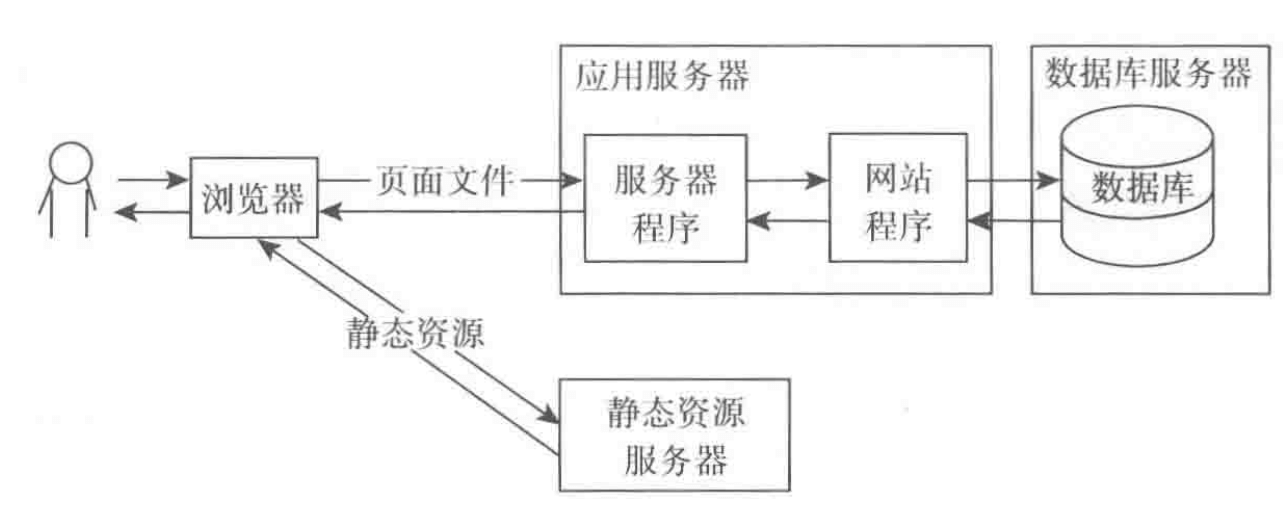 应用服务器
数据库服务器
浏览器
页面文件
服务器
程序
网站
程序
数据库
静态资源
静态资源
服务器